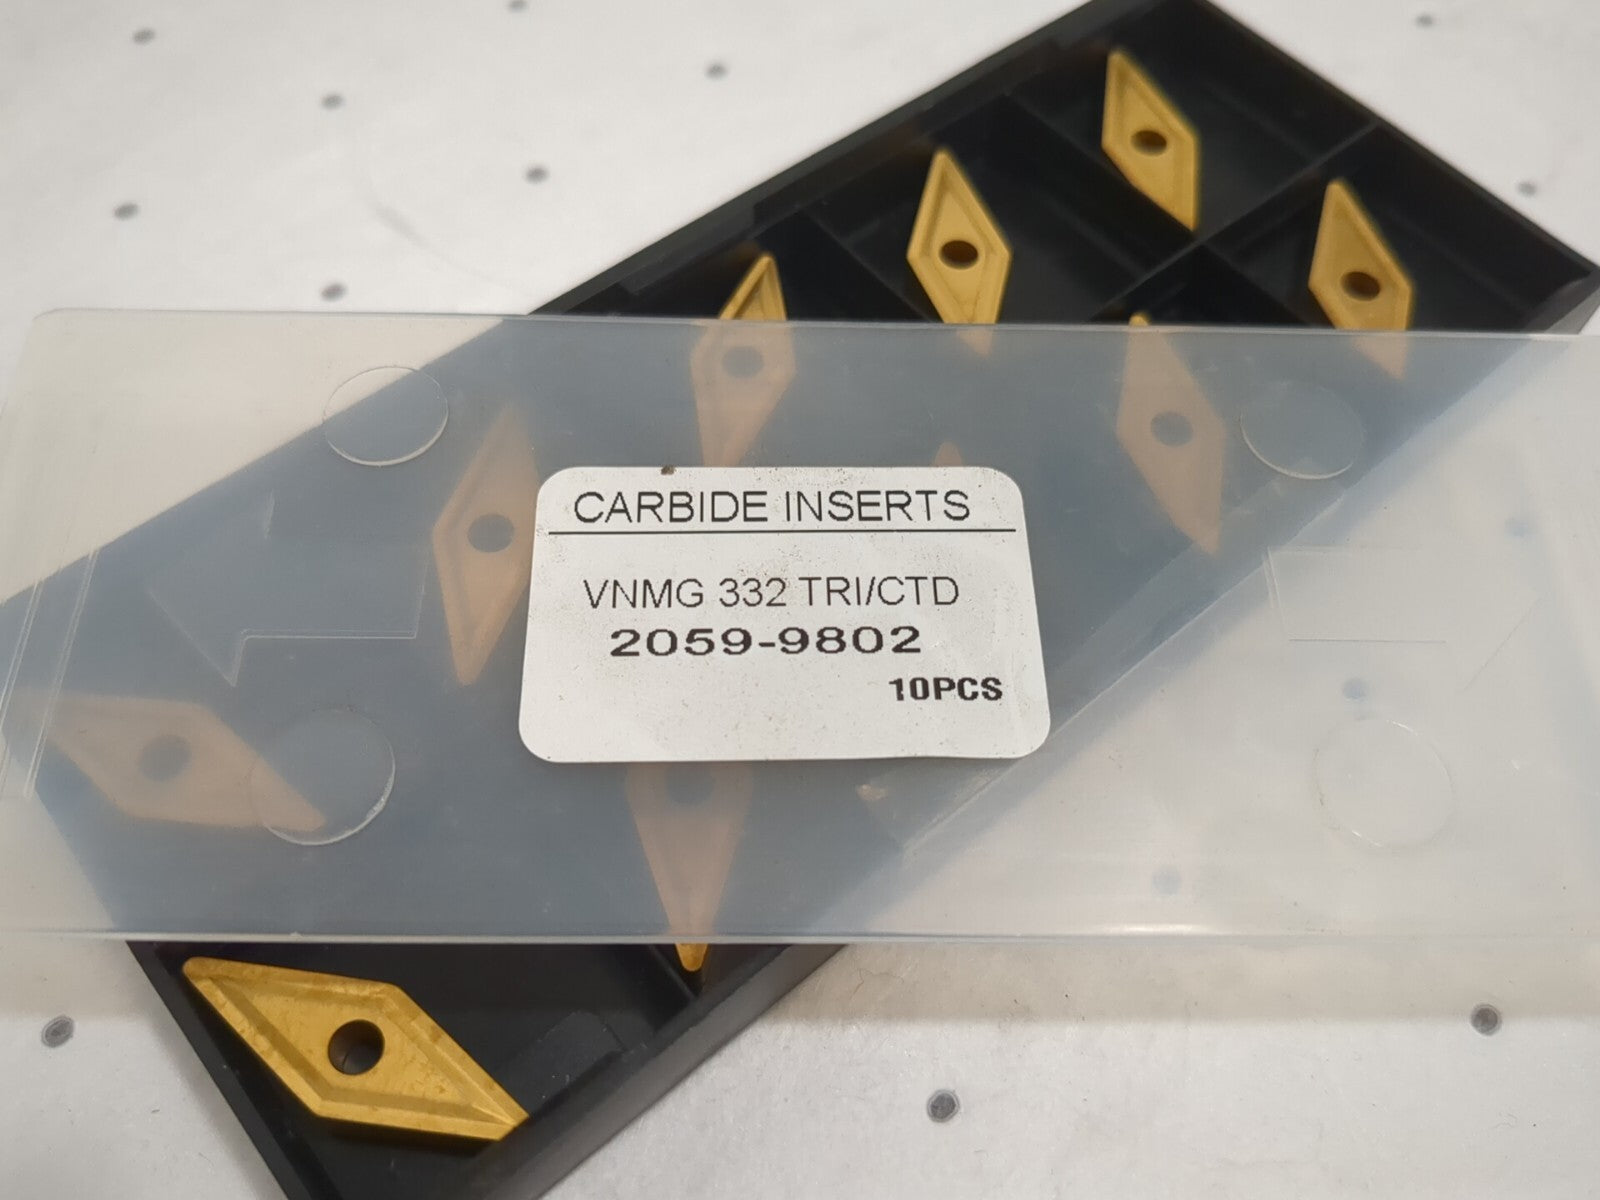 CARBIDE INSERTS
VNMG 332 TRI/CTD
2059-9802
10PCS